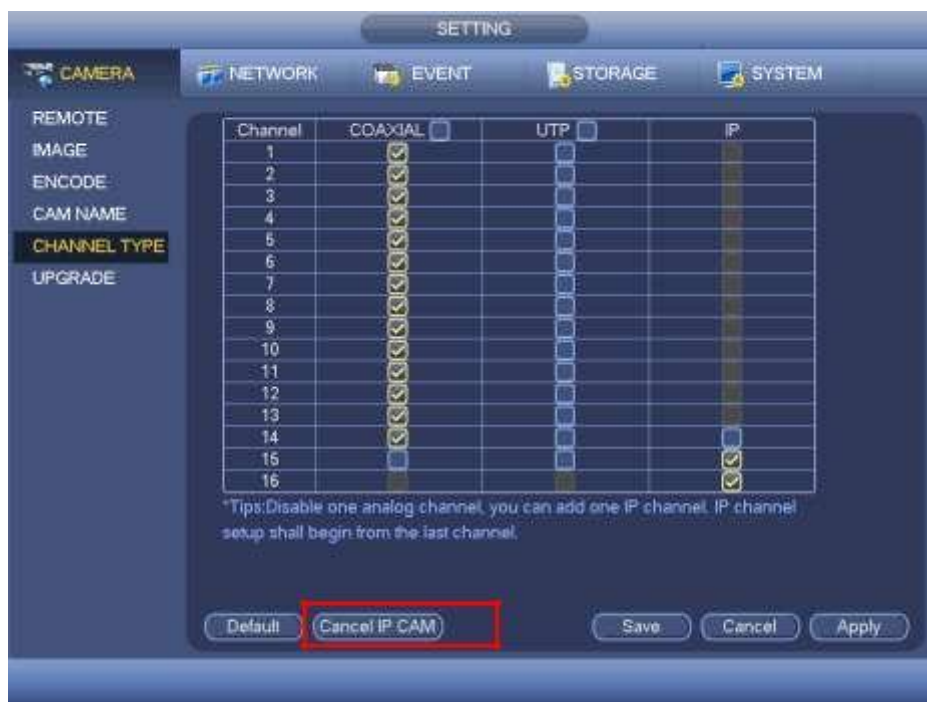 SETTING
CAMERA NETWORK EVENT STORAGE SYSTEM
REMOTE
IMAGE
ENCODE
CAM NAME
CHANNEL TYPE
UPGRADE
Channel COAXIAL UTP IP
1
2
3
4
5
6
7
8
9
10
11
12
13
14
15
16
*Tips:Disable one analog channel, you can add one IP channel. IP channel
setup shall begin from the last channel.
Default Cancel IP CAM Save Cancel Apply